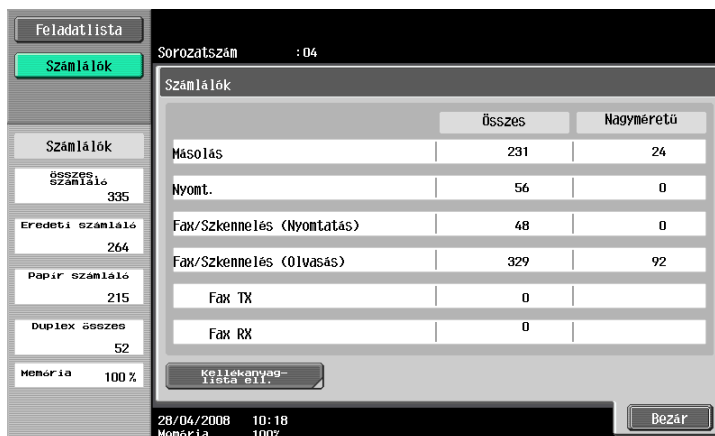 Feladatlista
Számlálók
Sorozatszám :04
Számlálók
Összes Nagyméretű
Másolás 231 24
Nyomt. 56 0
Fax/Szkennelés (Nyomtatás) 48 0
Fax/Szkennelés (Olvasás) 329 92
Fax TX 0
Fax RX 0
Kellékanyag-
lista ell.
Számlálók
összes.
számláló
335
Eredeti számláló
264
Papír számláló
215
Duplex összes
52
Memória 100 %
28/04/2008 10:18
Memória 100%
Bezár